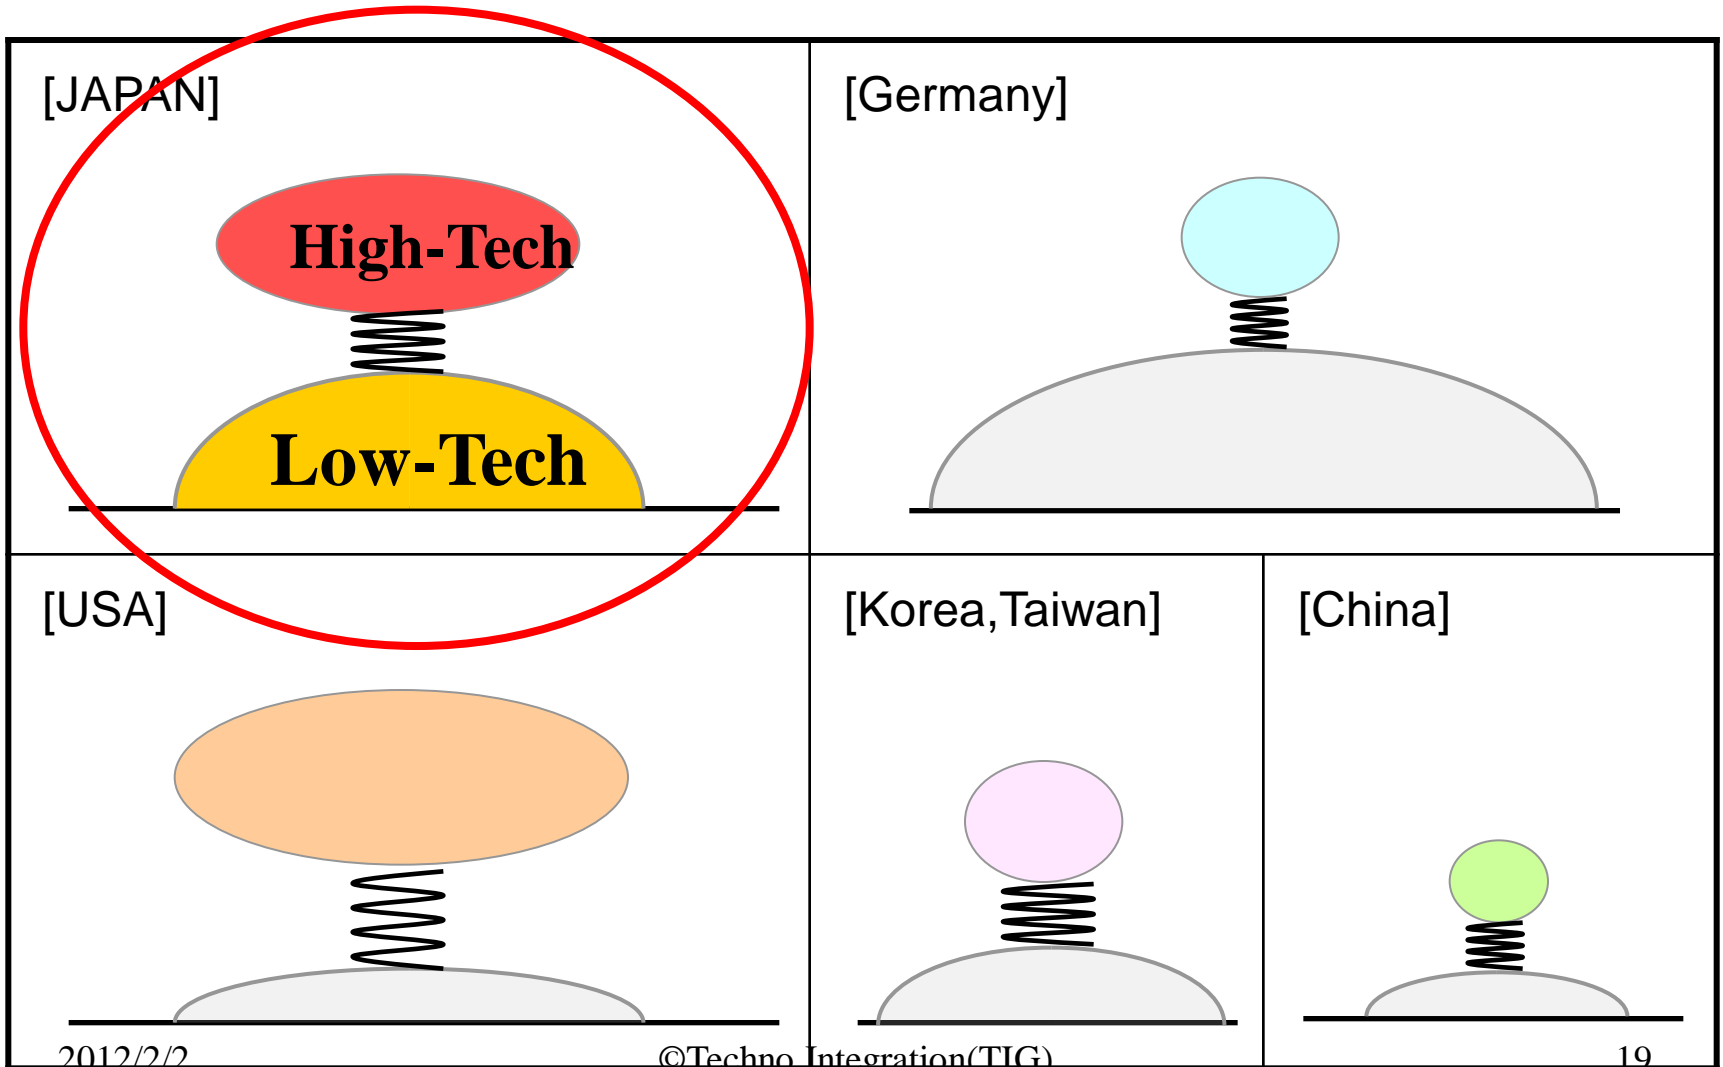 [JAPAN]
[Germany]
High-Tech
Low-Tech
[USA]
[Korea,Taiwan]
[China]
2012/2/2
©Techno Integration(TIG)
19